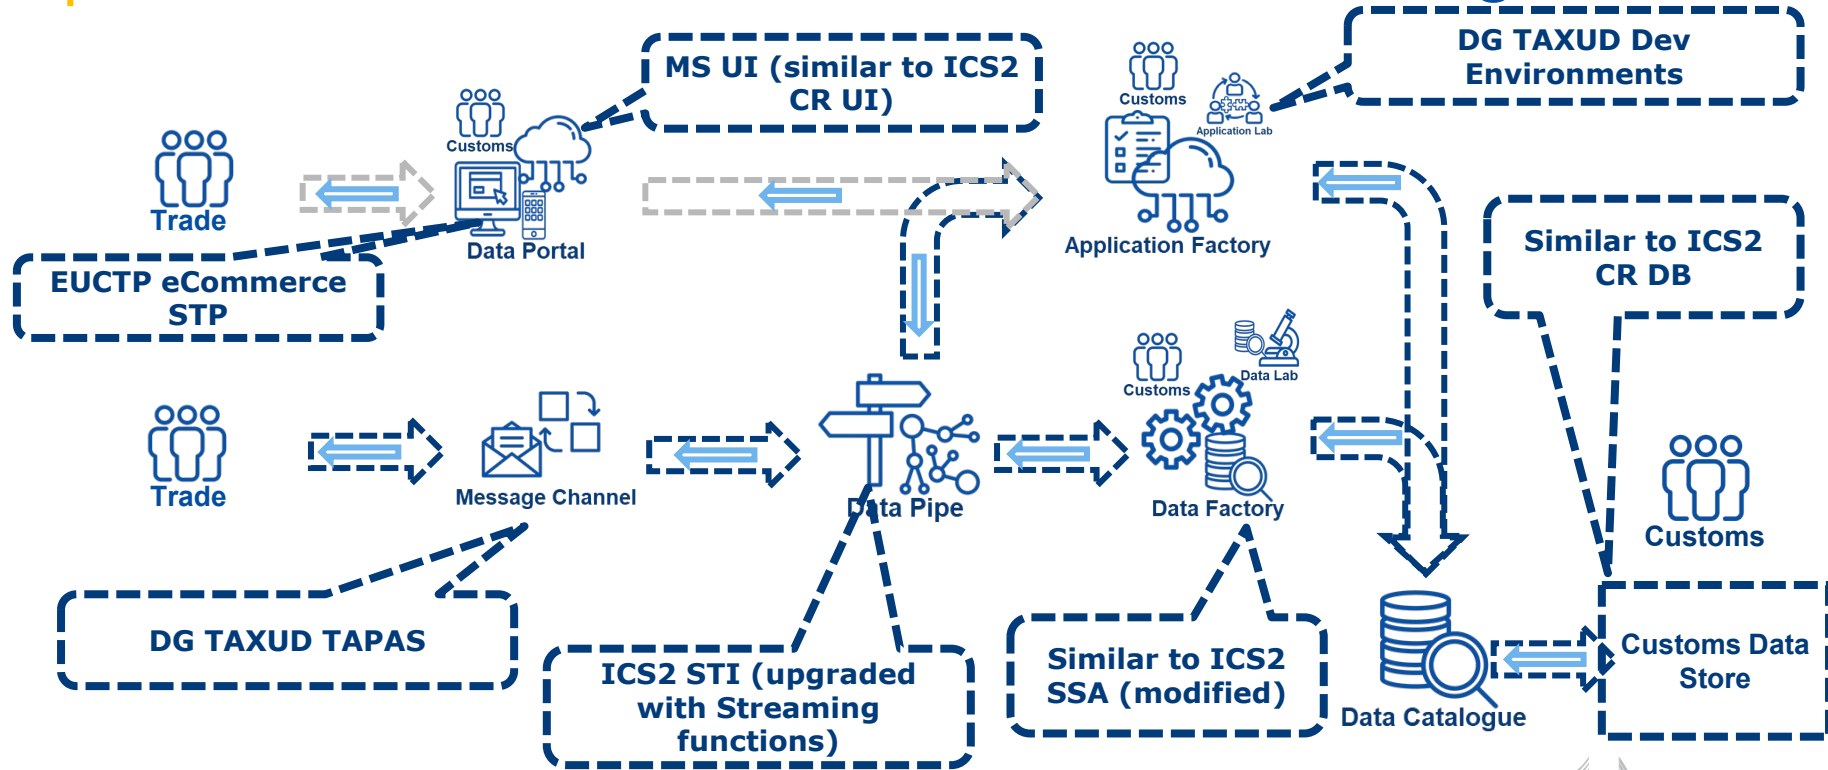 DG TAXUD Dev
Environments
MS UI (similar to ICS2
CR UI)
Customs
Application Lab
Customs
Trade
Data Portal
Application Factory
EUCTP eCommerce
STP
Similar to ICS2
CR DB
Customs
Data Lab
Trade
Message Channel
Data Pipe
Data Factory
Customs
DG TAXUD TAPAS
ICS2 STI (upgraded
with Streaming
functions)
Similar to ICS2
SSA (modified)
Data Catalogue
Customs Data
Store